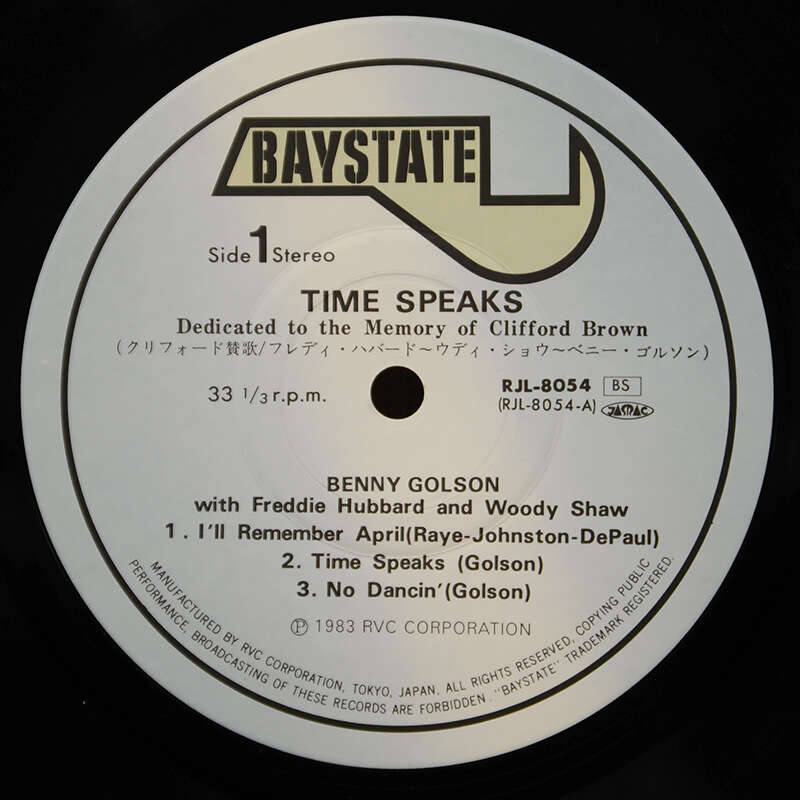 BAYSTATE
Side 1 Stereo
TIME SPEAKS
Dedicated to the Memory of Clifford Brown
(クリフォード賛歌/フレディ・ハバード〜ウディ・ショウ〜ベニー・ゴルソン)
33 1/3 r.p.m.
RJL-8054 BS
(RJL-8054-A) JASRAC
BENNY GOLSON
with Freddie Hubbard and Woody Shaw
1. I'll Remember April(Raye-Johnston-DePaul)
2. Time Speaks (Golson)
3. No Dancin'(Golson)
Ⓟ 1983 RVC CORPORATION
MANUFACTURED BY RVC CORPORATION, TOKYO, JAPAN, ALL RIGHTS RESERVED, COPYING PUBLIC
PERFORMANCE, BROADCASTING OF THESE RECORDS ARE FORBIDDEN. "BAYSTATE" TRADEMARK REGISTERED.